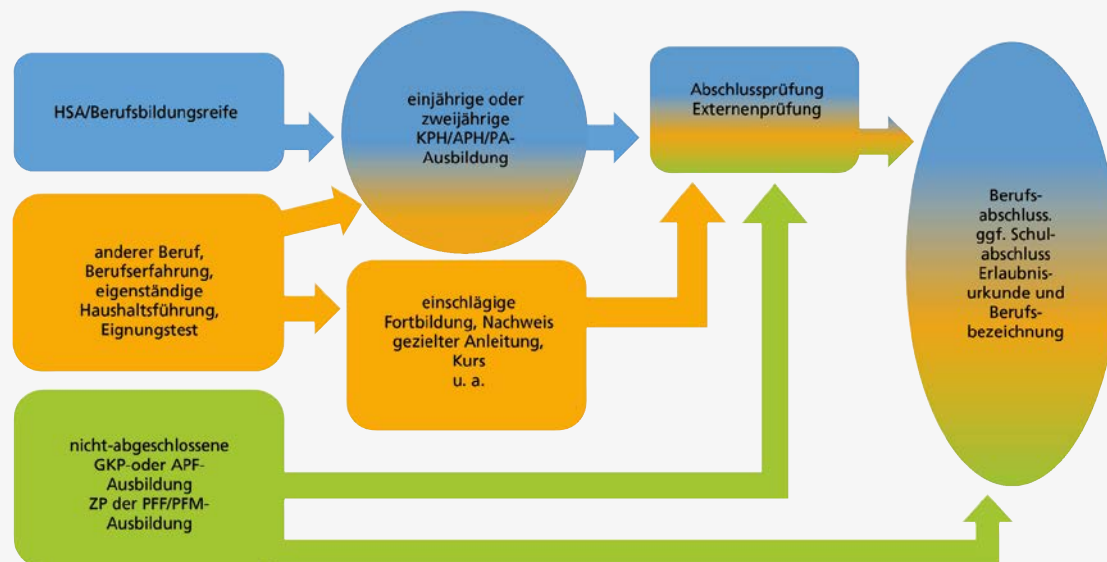 HSA/Berufsbildungsreife
einjährige oder
zweijährige
KPH/APH/PA-
Ausbildung
Abschlussprüfung
Externenprüfung
Berufs-
abschluss.
ggf. Schul-
abschluss
Erlaubnis-
urkunde und
Berufs-
bezeichnung
anderer Beruf,
Berufserfahrung,
eigenständige
Haushaltsführung,
Eignungstest
einschlägige
Fortbildung, Nachweis
gezielter Anleitung,
Kurs
u. a.
nicht-abgeschlossene
GKP-oder APF-
Ausbildung
ZP der PFF/PFM-
Ausbildung